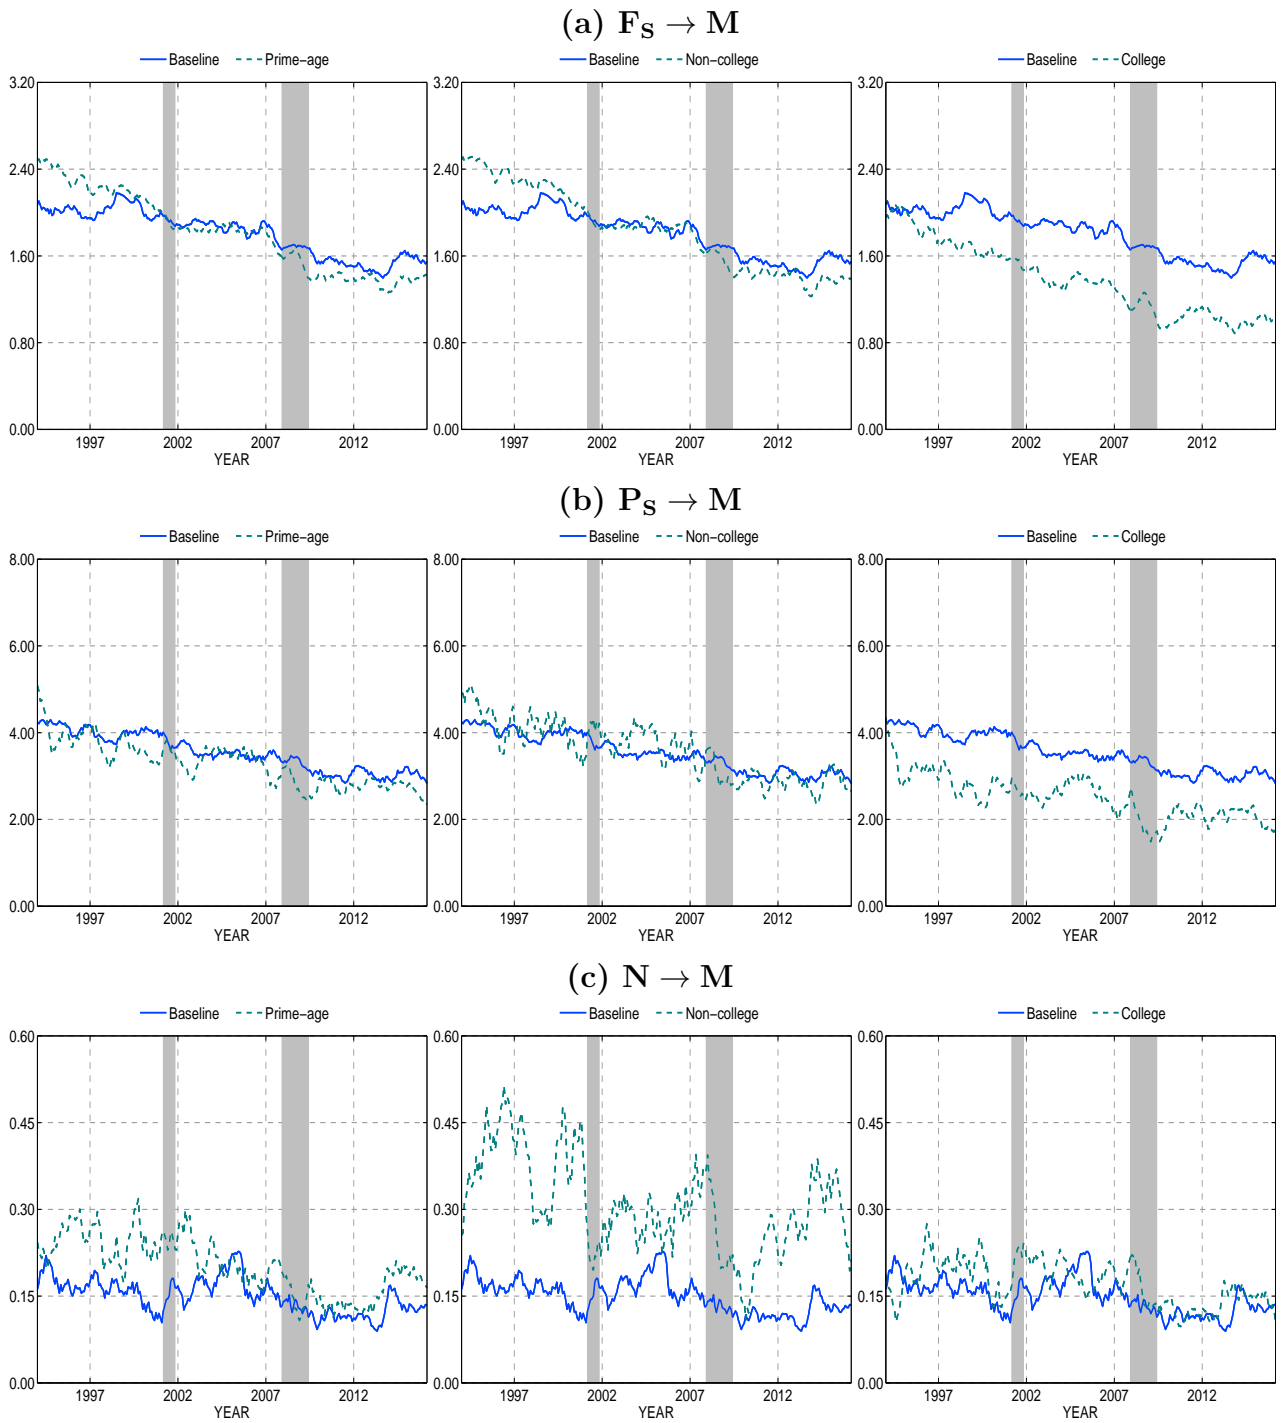 (a) F_S → M
Baseline Prime-age Baseline Non-college Baseline College
3.20 3.20 3.20
2.40 2.40 2.40
1.60 1.60 1.60
0.80 0.80 0.80
0.00 0.00 0.00
1997 2002 2007 2012 1997 2002 2007 2012 1997 2002 2007 2012
YEAR YEAR YEAR
(b) P_S → M
Baseline Prime-age Baseline Non-college Baseline College
8.00 8.00 8.00
6.00 6.00 6.00
4.00 4.00 4.00
2.00 2.00 2.00
0.00 0.00 0.00
1997 2002 2007 2012 1997 2002 2007 2012 1997 2002 2007 2012
YEAR YEAR YEAR
(c) N → M
Baseline Prime-age Baseline Non-college Baseline College
0.60 0.60 0.60
0.45 0.45 0.45
0.30 0.30 0.30
0.15 0.15 0.15
0.00 0.00 0.00
1997 2002 2007 2012 1997 2002 2007 2012 1997 2002 2007 2012
YEAR YEAR YEAR